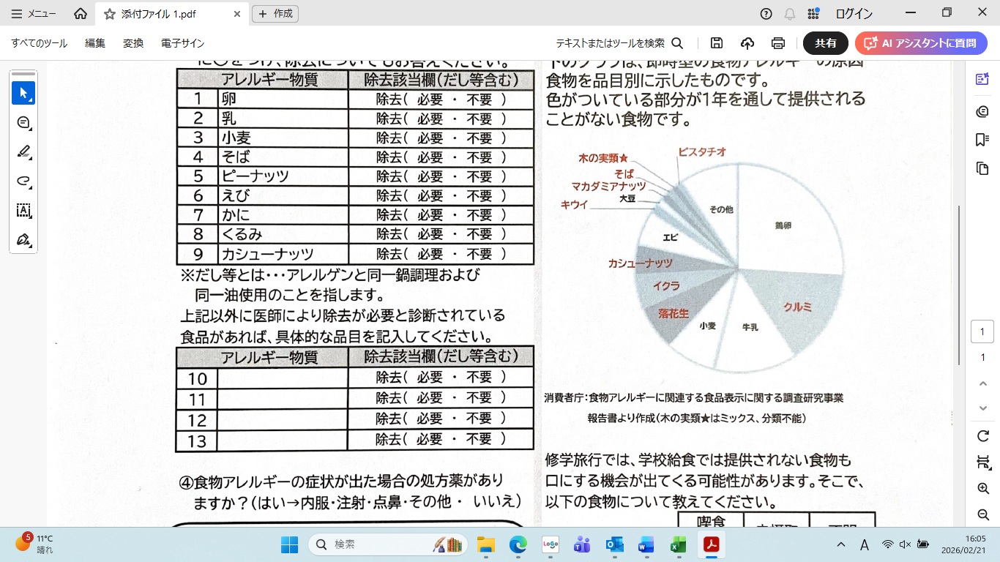 メニュー
添付ファイル 1.pdf
作成
ログイン
すべてのツール
編集
変換
電子サイン
テキストまたはツールを検索
共有
AI アシスタントに質問
に○をつけ、除去についてもお答えください。
アレルギー物質 除去該当欄(だし等含む)
1 卵 除去( 必要 ・ 不要 )
2 乳 除去( 必要 ・ 不要 )
3 小麦 除去( 必要 ・ 不要 )
4 そば 除去( 必要 ・ 不要 )
5 ピーナッツ 除去( 必要 ・ 不要 )
6 えび 除去( 必要 ・ 不要 )
7 かに 除去( 必要 ・ 不要 )
8 くるみ 除去( 必要 ・ 不要 )
9 カシューナッツ 除去( 必要 ・ 不要 )
※だし等とは・・・アレルゲンと同一鍋調理および
同一油使用のことを指します。
上記以外に医師により除去が必要と診断されている
食品があれば、具体的な品目を記入してください。
アレルギー物質 除去該当欄(だし等含む)
10 除去( 必要 ・ 不要 )
11 除去( 必要 ・ 不要 )
12 除去( 必要 ・ 不要 )
13 除去( 必要 ・ 不要 )
④食物アレルギーの症状が出た場合の処方薬があり
ますか?(はい→内服・注射・点鼻・その他・ いいえ)
下のグラフは、即時型の食物アレルギーの原因
食物を品目別に示したものです。
色がついている部分が1年を通して提供される
ことがない食物です。
ピスタチオ
木の実類★
そば
マカダミアナッツ
大豆
キウイ
その他
鶏卵
エビ
カシューナッツ
イクラ
落花生
小麦
牛乳
クルミ
消費者庁:食物アレルギーに関連する食品表示に関する調査研究事業
報告書より作成(木の実類★はミックス、分類不能)
修学旅行では、学校給食では提供されない食物も
口にする機会が出てくる可能性があります。そこで、
以下の食物について教えてください。
喫食
1
1
5
11℃
晴れ
検索
LoGo
A
16:05
2026/02/21